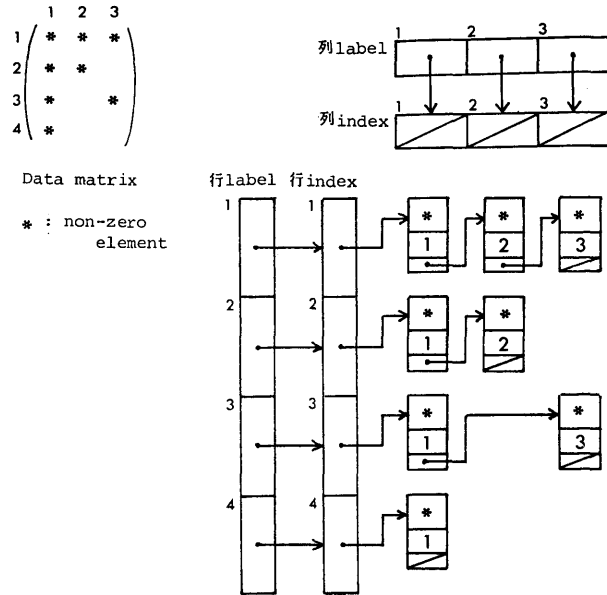 1 2 3
1 * * *
2 * *
3 * *
4 *
Data matrix
* : non-zero
element
列label
1 2 3
列index
1 2 3
行label 行index
1 1
* * *
1 2 3
2 2
* *
1 2
3 3
* *
1 3
4 4
*
1